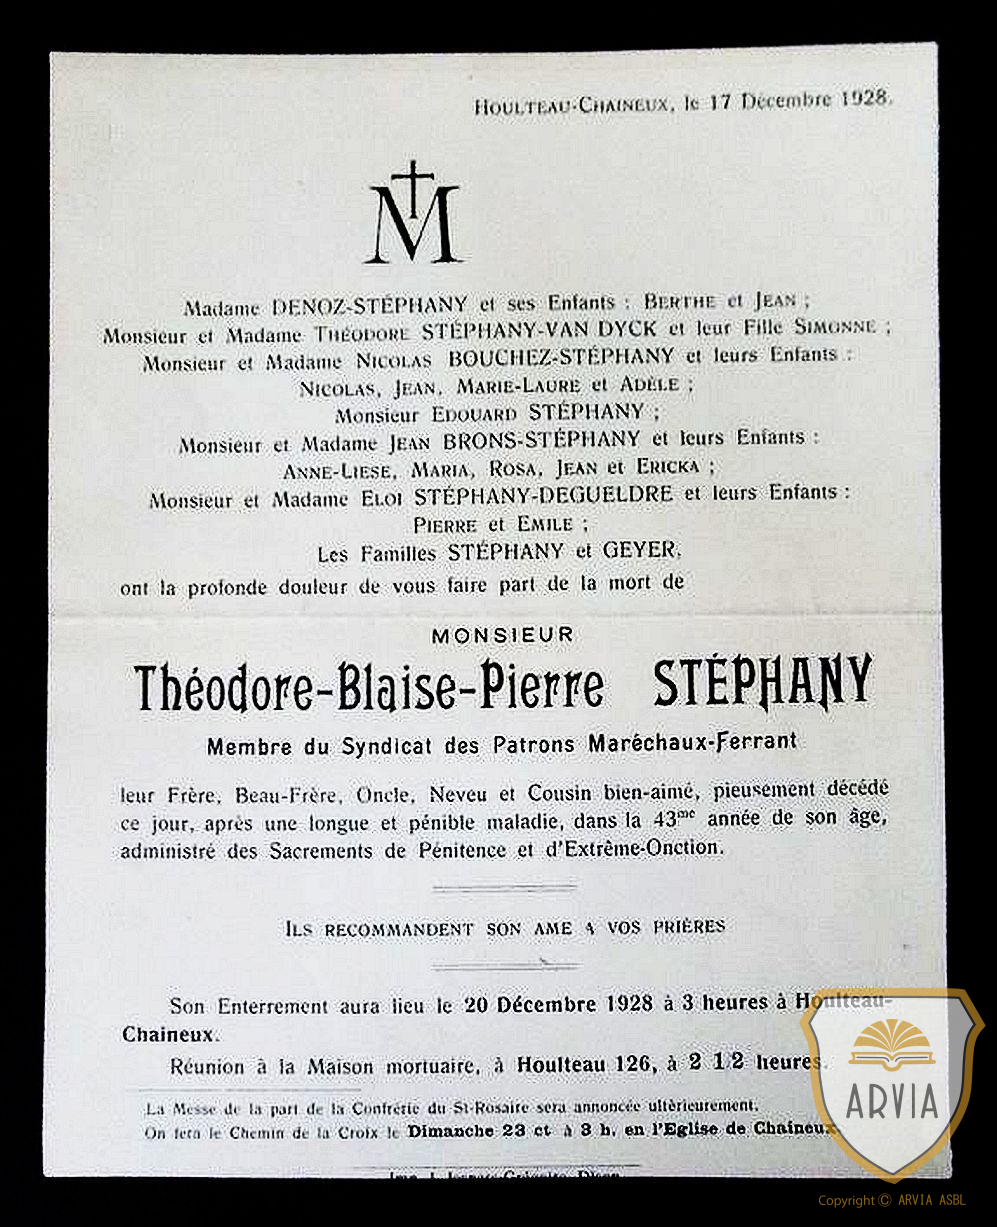 HOULTEAU-CHAINEUX, le 17 Décembre 1928.
M
Madame DENOZ-STÉPHANY et ses Enfants : BERTHE et JEAN ;
Monsieur et Madame THÉODORE STÉPHANY-VAN DYCK et leur Fille SIMONNE ;
Monsieur et Madame NICOLAS BOUCHEZ-STÉPHANY et leurs Enfants :
NICOLAS, JEAN, MARIE-LAURE et ADÈLE ;
Monsieur EDOUARD STÉPHANY ;
Monsieur et Madame JEAN BRONS-STÉPHANY et leurs Enfants :
ANNE-LIESE, MARIA, ROSA, JEAN et ERICKA ;
Monsieur et Madame ELOI STÉPHANY-DEGUELDRE et leurs Enfants :
PIERRE et EMILE ;
Les Familles STÉPHANY et GEYER,
ont la profonde douleur de vous faire part de la mort de
MONSIEUR
Théodore-Blaise-Pierre STÉPHANY
Membre du Syndicat des Patrons Maréchaux-Ferrant
leur Frère, Beau-Frère, Oncle, Neveu et Cousin bien-aimé, pieusement décédé
ce jour, après une longue et pénible maladie, dans la 43me année de son âge,
administré des Sacrements de Pénitence et d'Extrême-Onction.
ILS RECOMMANDENT SON AME A VOS PRIÈRES
Son Enterrement aura lieu le 20 Décembre 1928 à 3 heures à Houlteau-
Chaineux.
Réunion à la Maison mortuaire, à Houlteau 126, à 2 1 2 heures.
La Messe de la part de la Confrérie du St-Rosaire sera annoncée ultèrieurement.
On fera le Chemin de la Croix le Dimanche 23 ct à 3 h. en l'Eglise de Chaineux.
ARVIA
Copyright © ARVIA ASBL